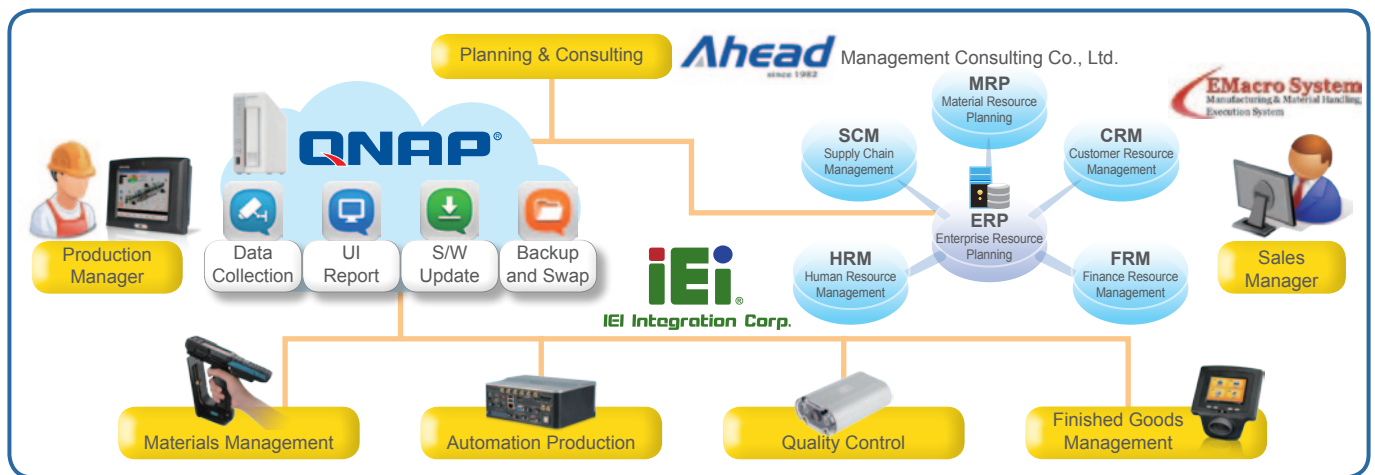 Planning & Consulting
Ahead
since 1982
Management Consulting Co., Ltd.
EMacro System
Manufacturing & Material Handling
Execution System
QNAP®
Production
Manager
Data
Collection
UI
Report
S/W
Update
Backup
and Swap
MRP
Material Resource
Planning
SCM
Supply Chain
Management
CRM
Customer Resource
Management
ERP
Enterprise Resource
Planning
HRM
Human Resource
Management
FRM
Finance Resource
Management
Sales
Manager
iEi®
IEI Integration Corp.
Materials Management
Automation Production
Quality Control
Finished Goods
Management